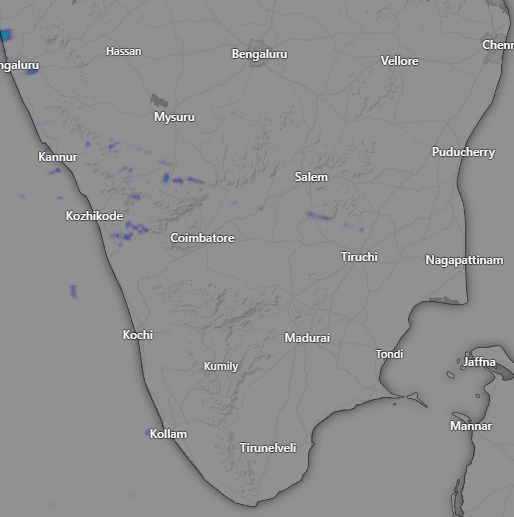 Hassan
Bengaluru
Chenn
Vellore
ngaluru
Mysuru
Puducherry
Kannur
Salem
Kozhikode
Coimbatore
Tiruchi
Nagapattinam
Kochi
Madurai
Tondi
Jaffna
Kumily
Mannar
Kollam
Tirunelveli